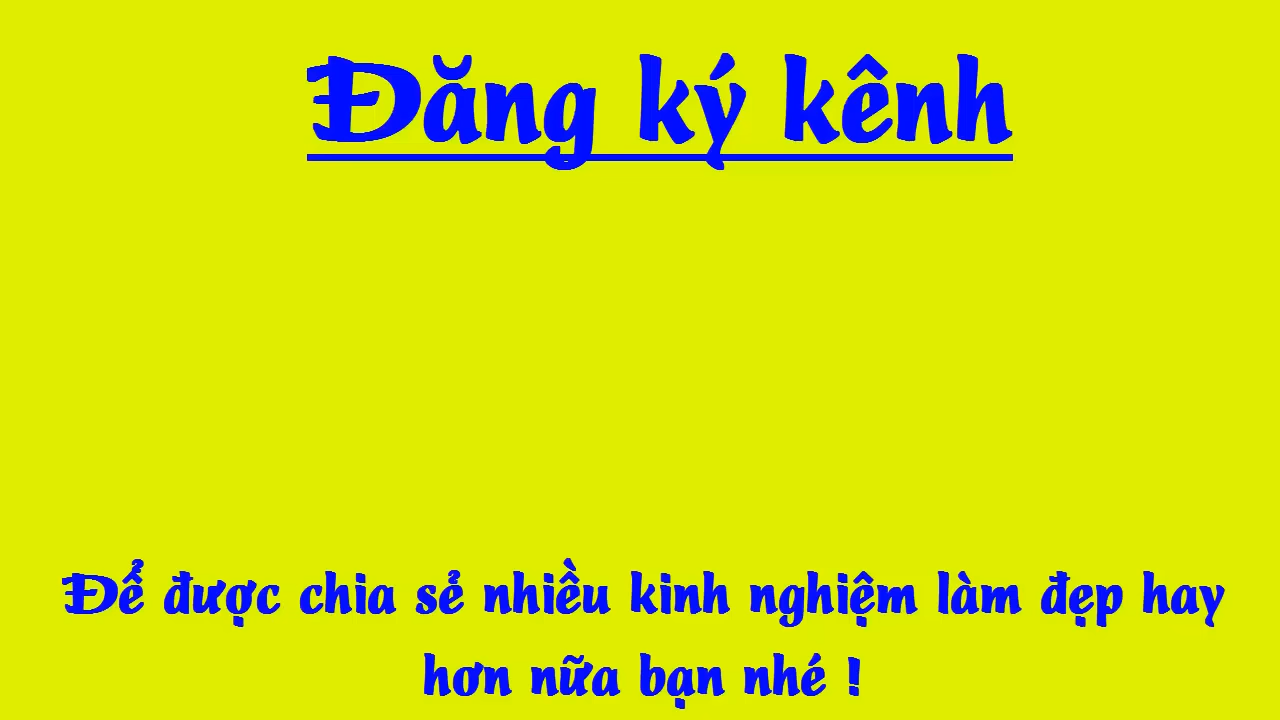 Đăng ký kênh
Để được chia sẻ nhiều kinh nghiệm làm đẹp hay
hơn nữa bạn nhé !